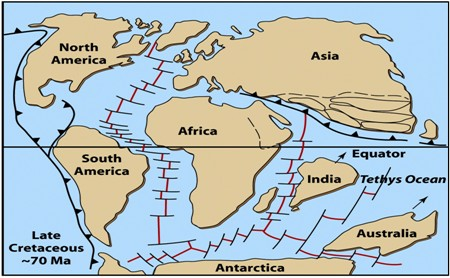 North
America
Asia
Africa
Equator
South
America
India
Tethys Ocean
Late
Cretaceous
~70 Ma
Australia
Antarctica